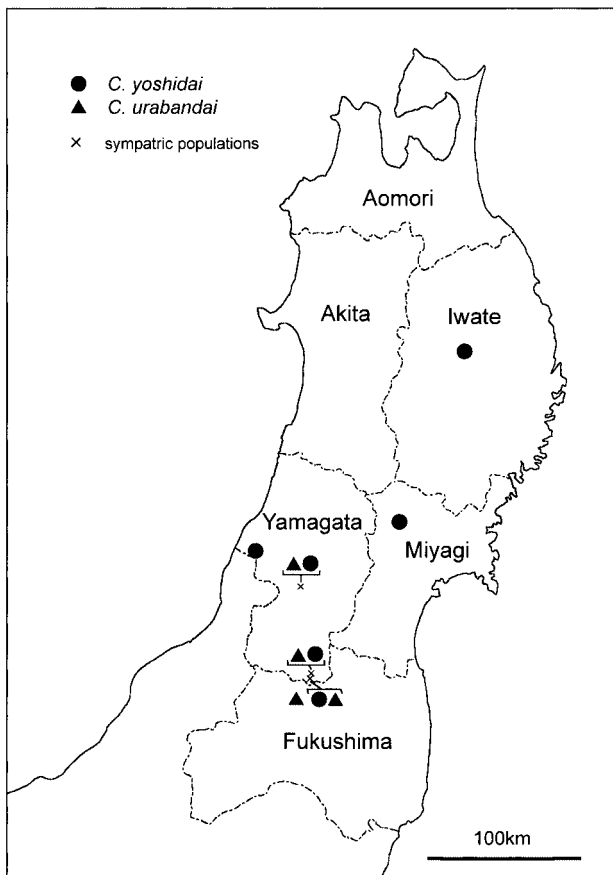 C. yoshidai
C. urabandai
sympatric populations
Aomori
Akita
Iwate
Yamagata
Miyagi
Fukushima
100km